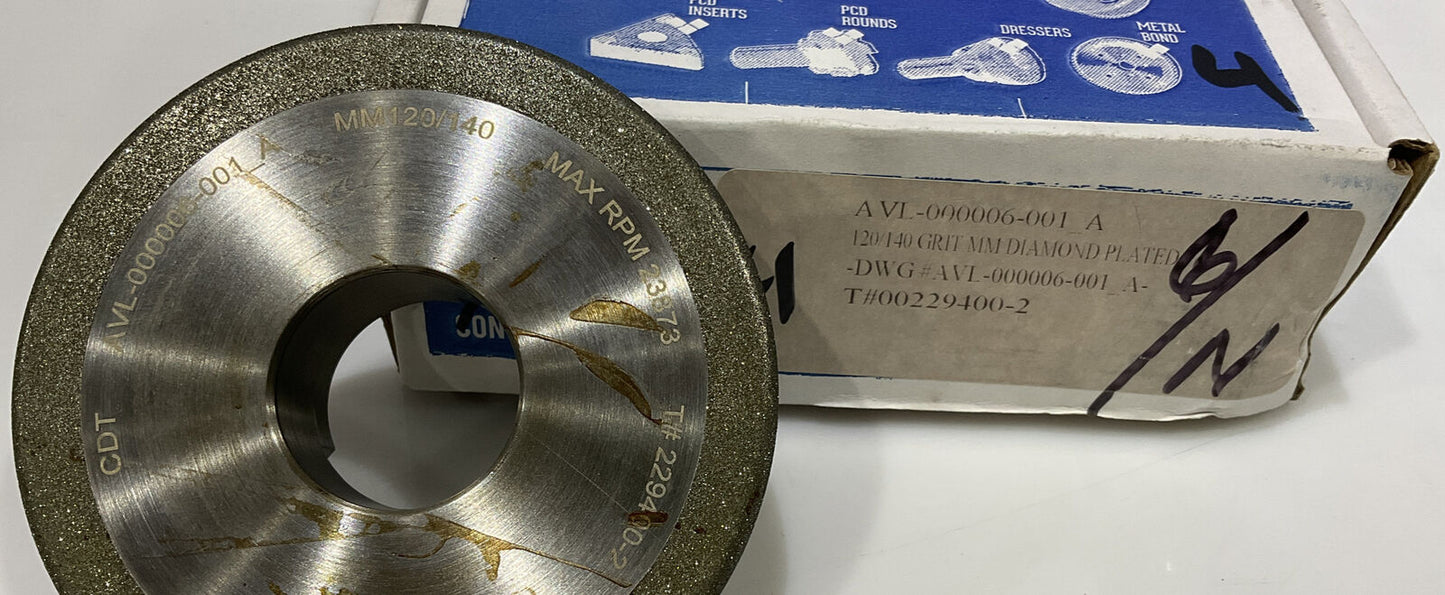 PCD
INSERTS
PCD
ROUNDS
DRESSERS
METAL
BOND
4
AVL-000006-001_A
120/140 GRIT MM DIAMOND PLATED
-DWG #AVL-000006-001_A-
T#00229400-2
N
CON
CDT
AVL-000006-001_A
MM120/140
MAX RPM 23873
T# 229400-2